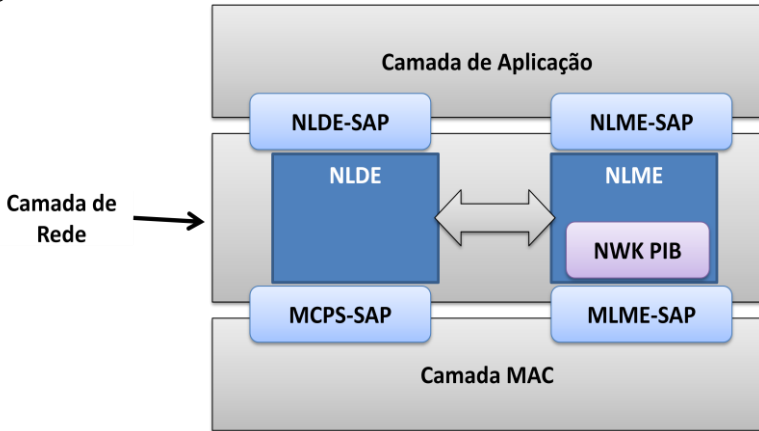 Camada de Aplicação
NLDE-SAP
NLME-SAP
NLDE
NLME
Camada de
Rede
NWK PIB
MCPS-SAP
MLME-SAP
Camada MAC